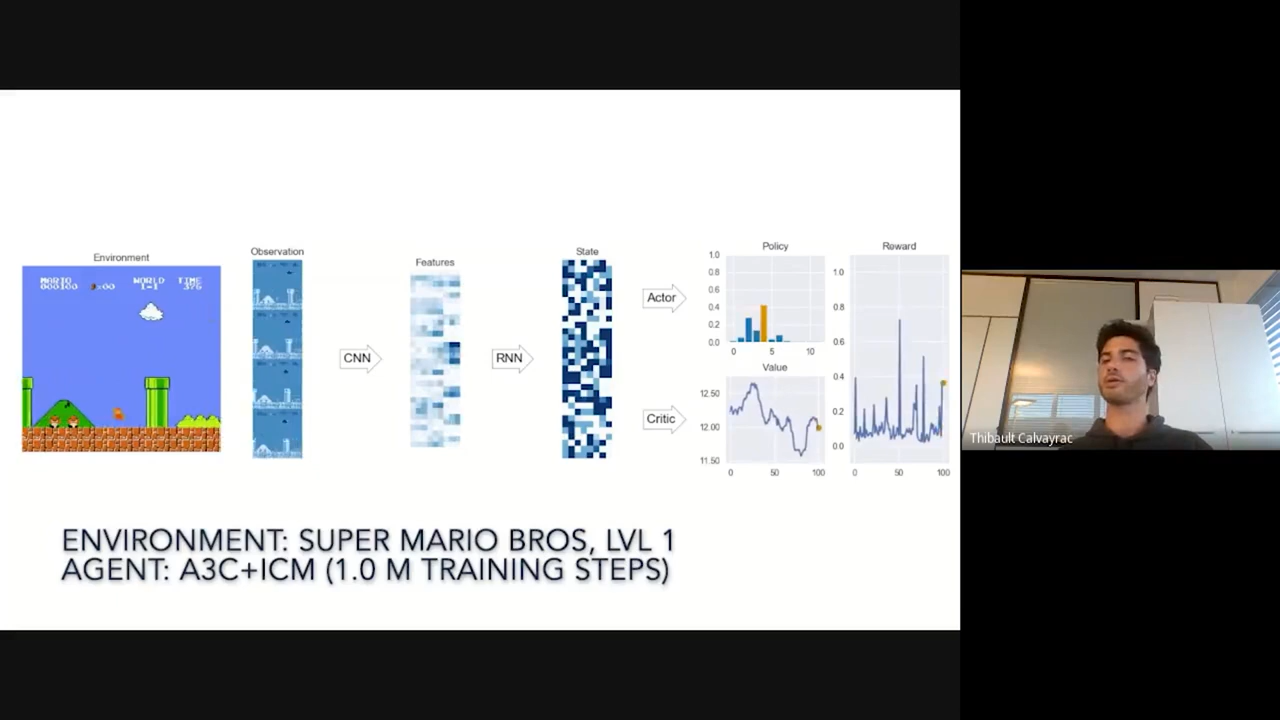 Environment
MARIO WORLD TIME
000100 ×00 1-1 376
Observation
CNN
Features
RNN
State
Actor
Critic
Policy
1.0
0.8
0.6
0.4
0.2
0.0
0 5 10
Value
12.50
12.00
11.50
0 50 100
Reward
1.0
0.8
0.6
0.4
0.2
0.0
0 50 100
ENVIRONMENT: SUPER MARIO BROS, LVL 1
AGENT: A3C+ICM (1.0 M TRAINING STEPS)
Thibault Calvayrac